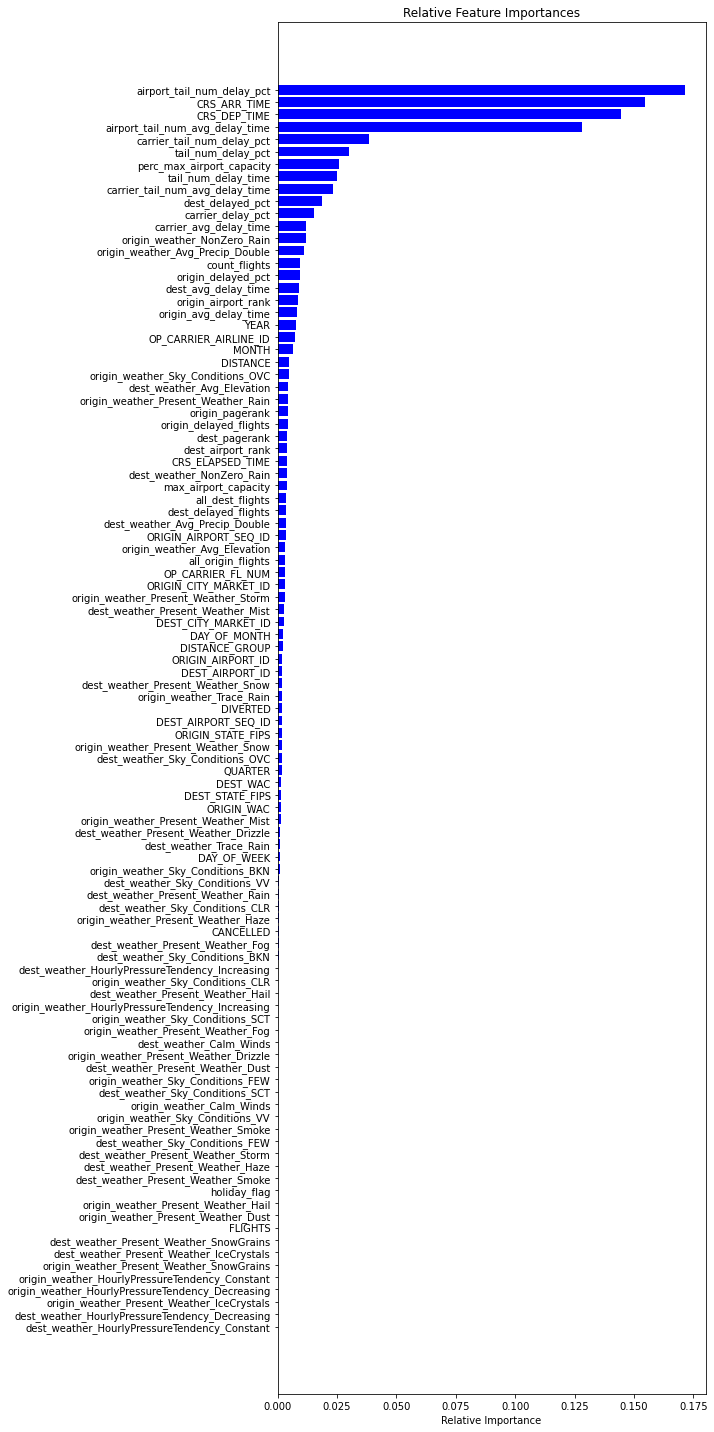 Relative Feature Importances
airport_tail_num_delay_pct
CRS_ARR_TIME
CRS_DEP_TIME
airport_tail_num_avg_delay_time
carrier_tail_num_delay_pct
tail_num_delay_pct
perc_max_airport_capacity
tail_num_delay_time
carrier_tail_num_avg_delay_time
dest_delayed_pct
carrier_delay_pct
carrier_avg_delay_time
origin_weather_NonZero_Rain
origin_weather_Avg_Precip_Double
count_flights
origin_delayed_pct
dest_avg_delay_time
origin_airport_rank
origin_avg_delay_time
YEAR
OP_CARRIER_AIRLINE_ID
MONTH
DISTANCE
origin_weather_Sky_Conditions_OVC
dest_weather_Avg_Elevation
origin_weather_Present_Weather_Rain
origin_pagerank
origin_delayed_flights
dest_pagerank
dest_airport_rank
CRS_ELAPSED_TIME
dest_weather_NonZero_Rain
max_airport_capacity
all_dest_flights
dest_delayed_flights
dest_weather_Avg_Precip_Double
ORIGIN_AIRPORT_SEQ_ID
origin_weather_Avg_Elevation
all_origin_flights
OP_CARRIER_FL_NUM
ORIGIN_CITY_MARKET_ID
origin_weather_Present_Weather_Storm
dest_weather_Present_Weather_Mist
DEST_CITY_MARKET_ID
DAY_OF_MONTH
DISTANCE_GROUP
ORIGIN_AIRPORT_ID
DEST_AIRPORT_ID
dest_weather_Present_Weather_Snow
origin_weather_Trace_Rain
DIVERTED
DEST_AIRPORT_SEQ_ID
ORIGIN_STATE_FIPS
origin_weather_Present_Weather_Snow
dest_weather_Sky_Conditions_OVC
QUARTER
DEST_WAC
DEST_STATE_FIPS
ORIGIN_WAC
origin_weather_Present_Weather_Mist
dest_weather_Present_Weather_Drizzle
dest_weather_Trace_Rain
DAY_OF_WEEK
origin_weather_Sky_Conditions_BKN
dest_weather_Sky_Conditions_VV
dest_weather_Present_Weather_Rain
dest_weather_Sky_Conditions_CLR
origin_weather_Present_Weather_Haze
CANCELLED
dest_weather_Present_Weather_Fog
dest_weather_Sky_Conditions_BKN
dest_weather_HourlyPressureTendency_Increasing
origin_weather_Sky_Conditions_CLR
dest_weather_Present_Weather_Hail
origin_weather_HourlyPressureTendency_Increasing
origin_weather_Sky_Conditions_SCT
origin_weather_Present_Weather_Fog
dest_weather_Calm_Winds
origin_weather_Present_Weather_Drizzle
dest_weather_Present_Weather_Dust
origin_weather_Sky_Conditions_FEW
dest_weather_Sky_Conditions_SCT
origin_weather_Calm_Winds
origin_weather_Sky_Conditions_VV
origin_weather_Present_Weather_Smoke
dest_weather_Sky_Conditions_FEW
dest_weather_Present_Weather_Storm
dest_weather_Present_Weather_Haze
dest_weather_Present_Weather_Smoke
holiday_flag
origin_weather_Present_Weather_Hail
origin_weather_Present_Weather_Dust
FLIGHTS
dest_weather_Present_Weather_SnowGrains
dest_weather_Present_Weather_IceCrystals
origin_weather_Present_Weather_SnowGrains
origin_weather_HourlyPressureTendency_Constant
origin_weather_HourlyPressureTendency_Decreasing
origin_weather_Present_Weather_IceCrystals
dest_weather_HourlyPressureTendency_Decreasing
dest_weather_HourlyPressureTendency_Constant
0.000 0.025 0.050 0.075 0.100 0.125 0.150 0.175
Relative Importance